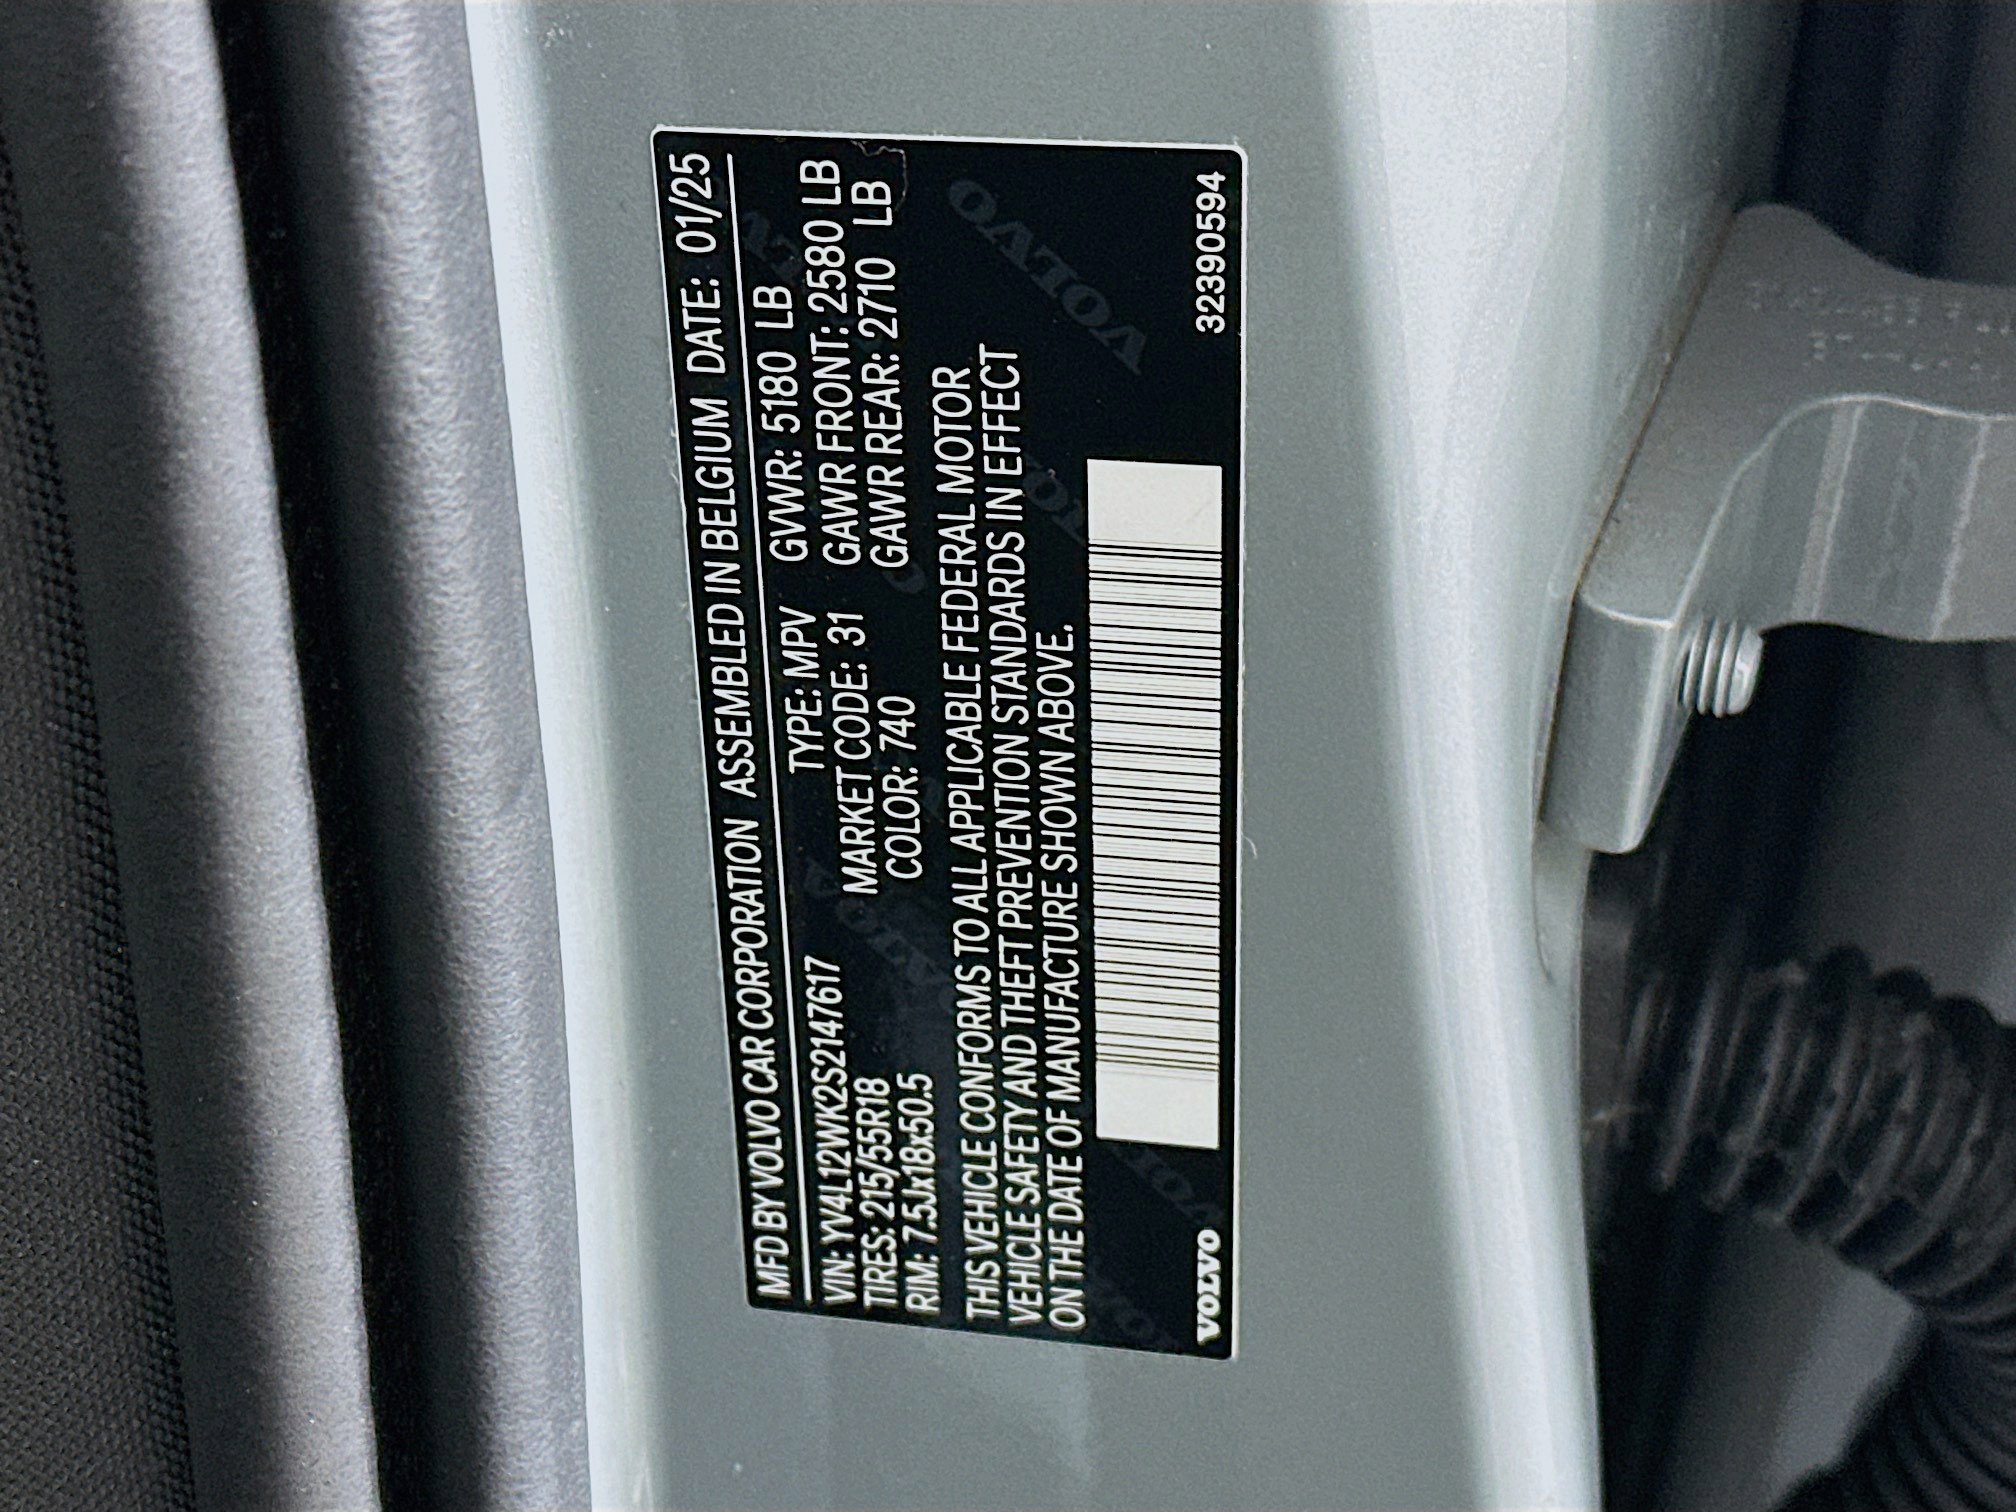 MFD BY VOLVO CAR CORPORATION ASSEMBLED IN BELGIUM DATE: 01/25
VIN: YV4L12WK2S2147617 TYPE: MPV GVWR: 5180 LB
TIRES: 215/55R18 MARKET CODE: 31 GAWR FRONT: 2580 LB
RIM: 7.5Jx18x50.5 COLOR: 740 GAWR REAR: 2710 LB
THIS VEHICLE CONFORMS TO ALL APPLICABLE FEDERAL MOTOR
VEHICLE SAFETY AND THEFT PREVENTION STANDARDS IN EFFECT
ON THE DATE OF MANUFACTURE SHOWN ABOVE.
VOLVO 32390594